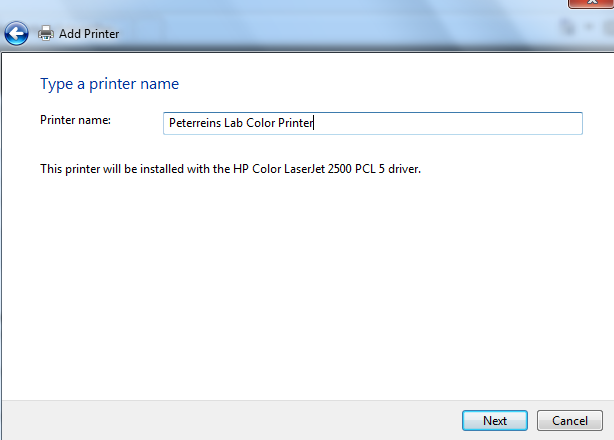 Add Printer
Type a printer name
Printer name: Peterreins Lab Color Printer
This printer will be installed with the HP Color LaserJet 2500 PCL 5 driver.
Next Cancel